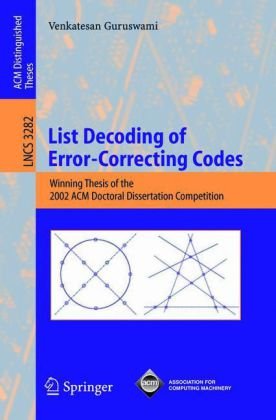 Venkatesan Guruswami
ACM Distinguished
Theses
LNCS 3282
List Decoding of
Error-Correcting Codes
Winning Thesis of the
2002 ACM Doctoral Dissertation Competition
Springer
acm
ASSOCIATION FOR
COMPUTING MACHINERY